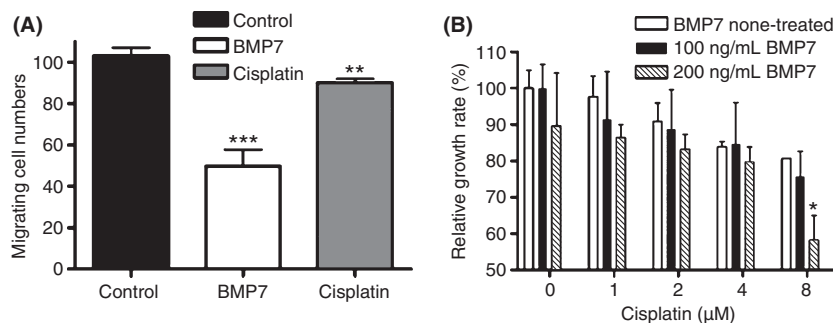 (A)
Control
BMP7
Cisplatin
Migrating cell numbers
100
80
60
40
20
0
***
**
Control
BMP7
Cisplatin
(B)
BMP7 none-treated
100 ng/mL BMP7
200 ng/mL BMP7
Relative growth rate (%)
110
100
90
80
70
60
50
*
0
1
2
4
8
Cisplatin (μM)